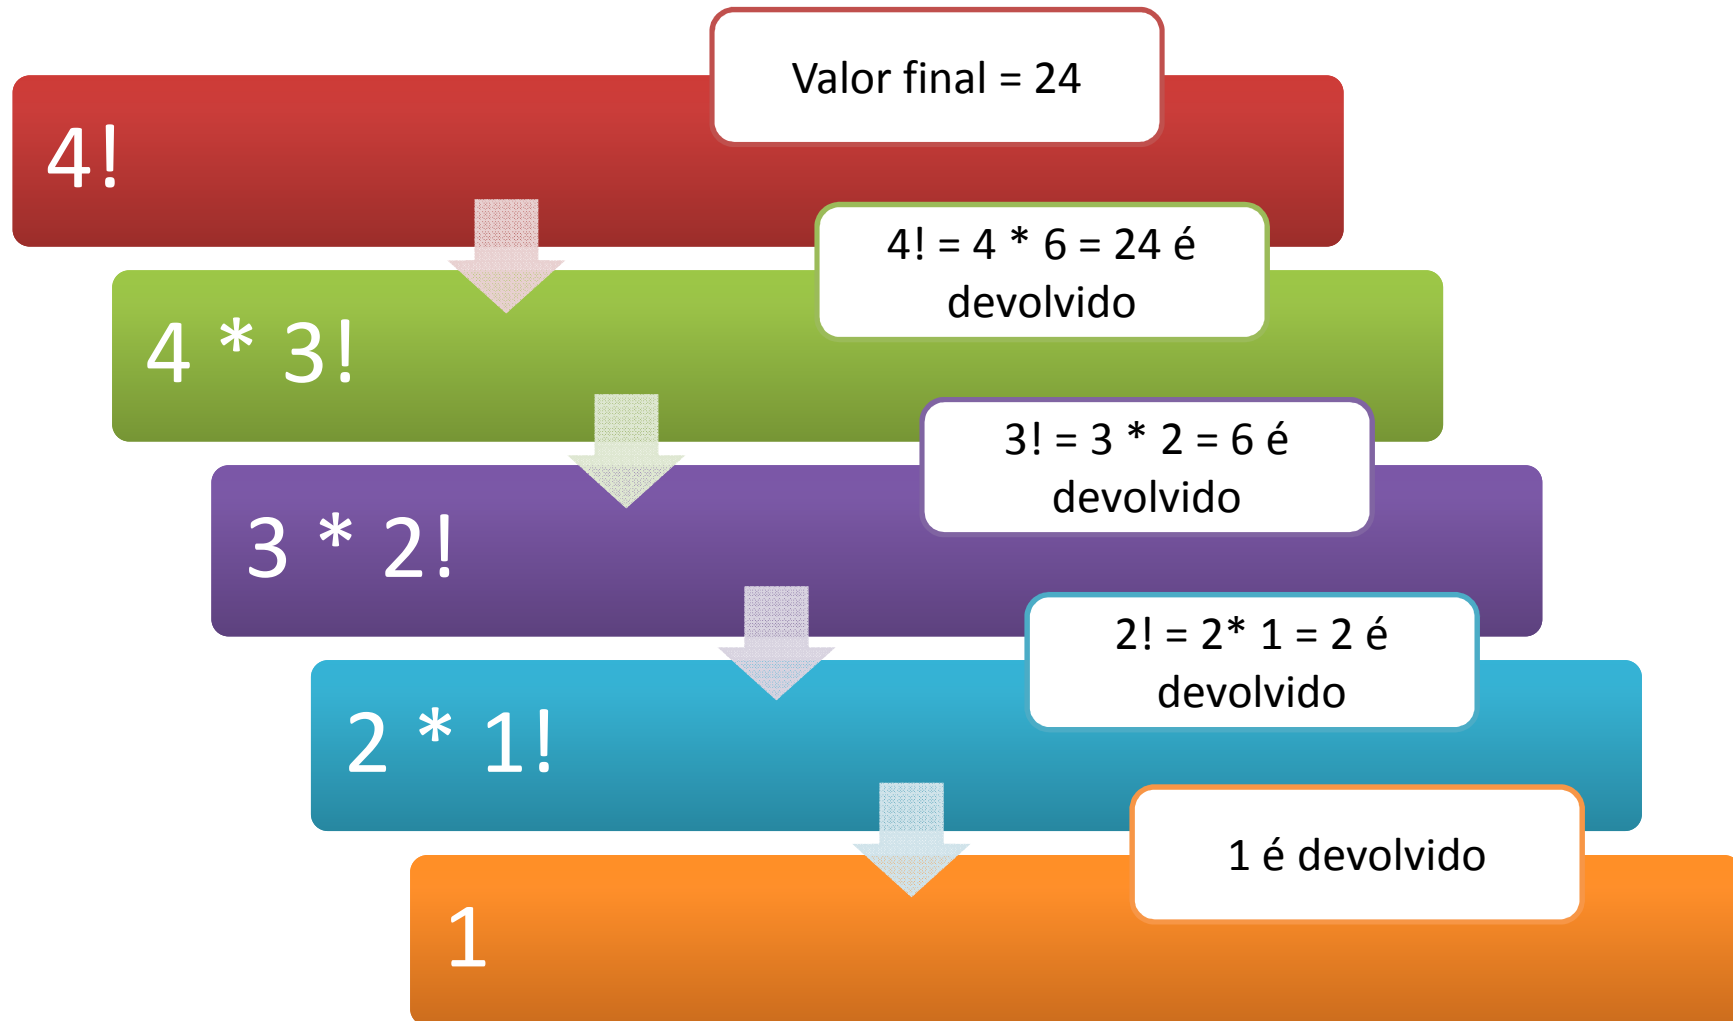 Valor final = 24
4!
4! = 4 * 6 = 24 é
devolvido
4 * 3!
3! = 3 * 2 = 6 é
devolvido
3 * 2!
2! = 2* 1 = 2 é
devolvido
2 * 1!
1 é devolvido
1